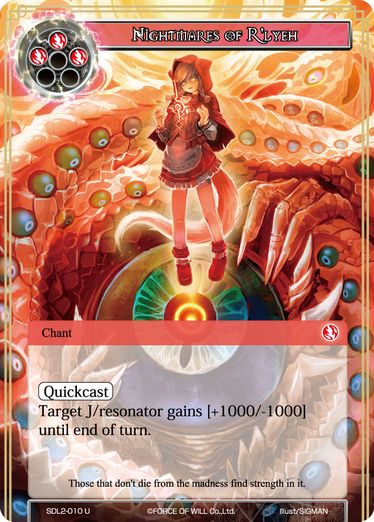 Nightmares of R'lyeh
Chant
Quickcast
Target J/resonator gains [+1000/-1000]
until end of turn.
Those that don't die from the madness find strength in it.
SDL2-010 U ©FORCE OF WILL Co.,Ltd. Illust/SIGMAN